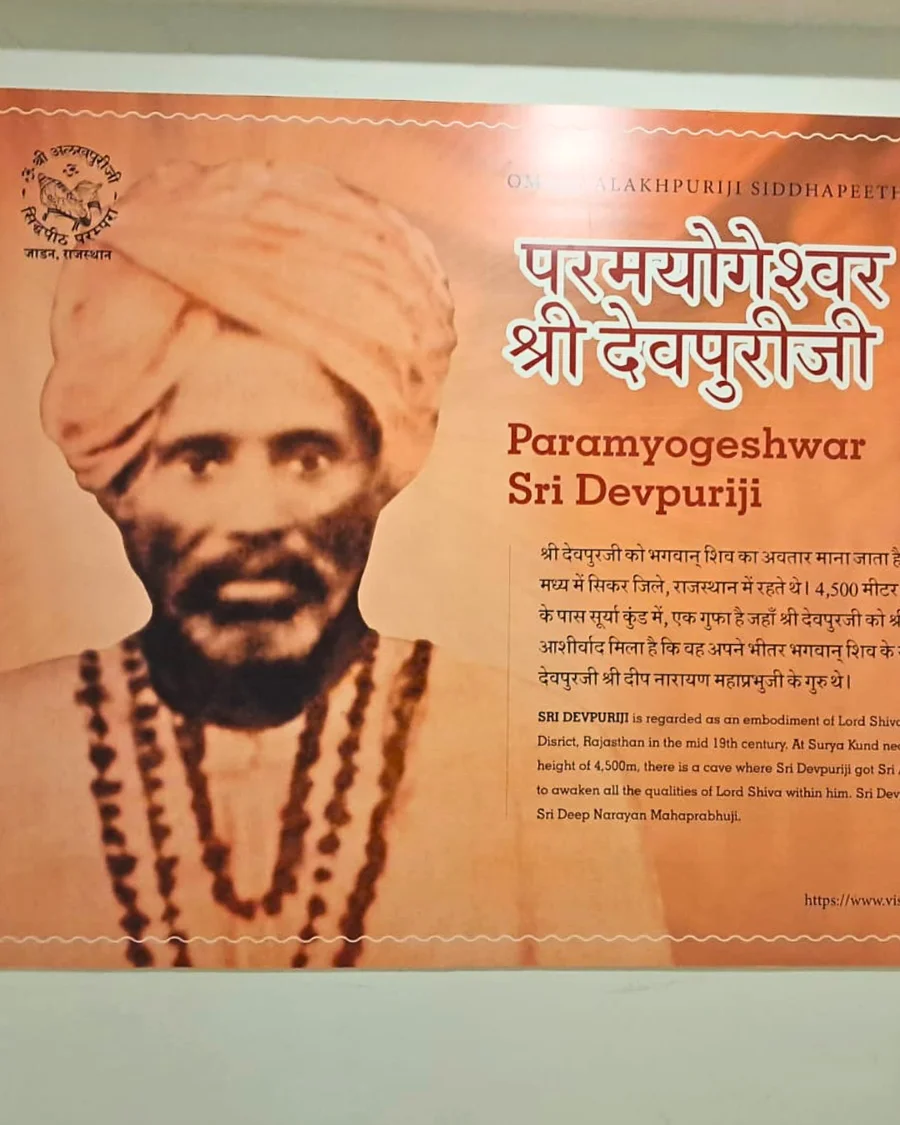 ॐ श्री अलखपुरीजी
सिद्धपीठ परम्परा
जाडन, राजस्थान
OM ALAKHPURIJI SIDDHAPEETH
परमयोगेश्वर
श्री देवपुरीजी
Paramyogeshwar
Sri Devpuriji
श्री देवपुरजी को भगवान् शिव का अवतार माना जाता है
मध्य में सिकर जिले, राजस्थान में रहते थे। 4,500 मीटर
के पास सूर्या कुंड में, एक गुफा है जहाँ श्री देवपुरजी को
आशीर्वाद मिला है कि वह अपने भीतर भगवान् शिव के
देवपुरजी श्री दीप नारायण महाप्रभुजी के गुरु थे।
SRI DEVPURIJI is regarded as an embodiment of Lord Shiva
Disrict, Rajasthan in the mid 19th century. At Surya Kund
height of 4,500m, there is a cave where Sri Devpuriji got Sri
to awaken all the qualities of Lord Shiva within him. Sri
Sri Deep Narayan Mahaprabhuji.
https://www.vis